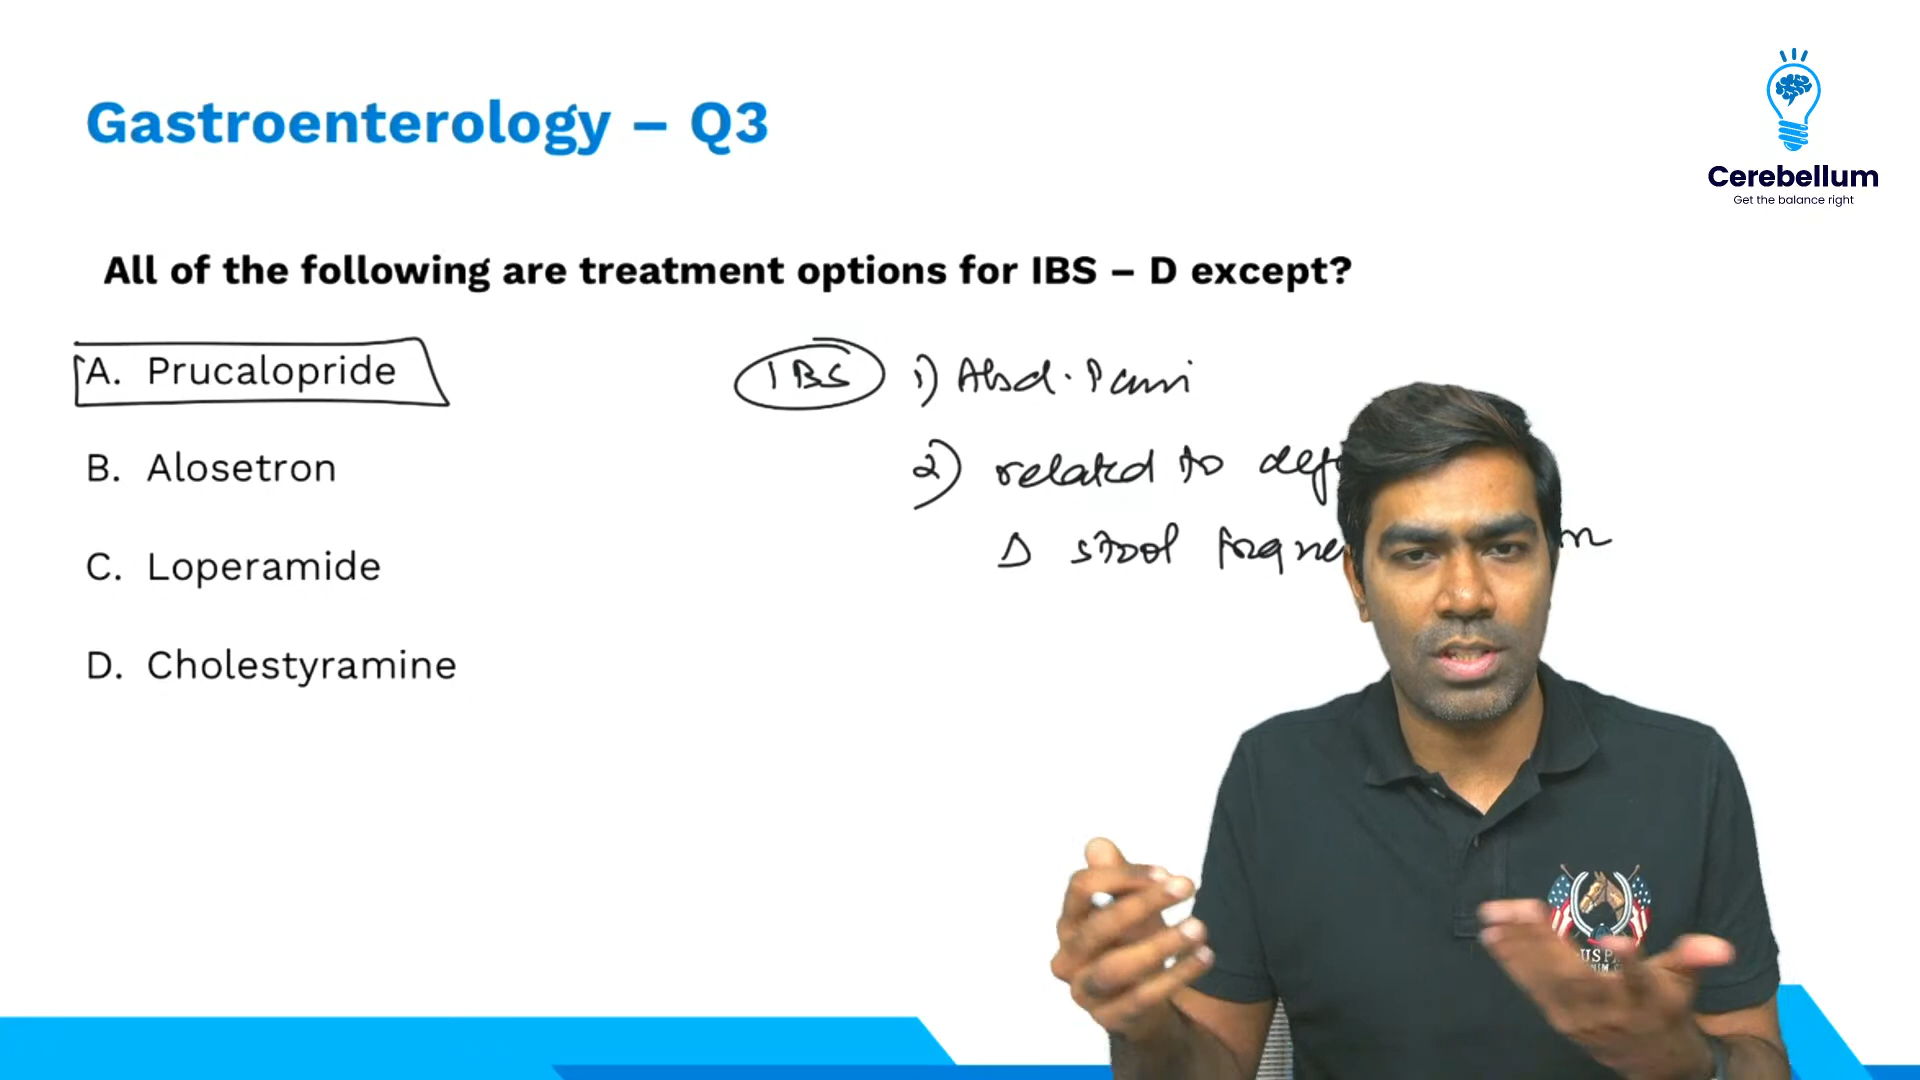 Gastroenterology – Q3
Cerebellum
Get the balance right
All of the following are treatment options for IBS – D except?
A. Prucalopride
B. Alosetron
C. Loperamide
D. Cholestyramine
IBS 1) Abd. Pain
2) related to
Δ stool